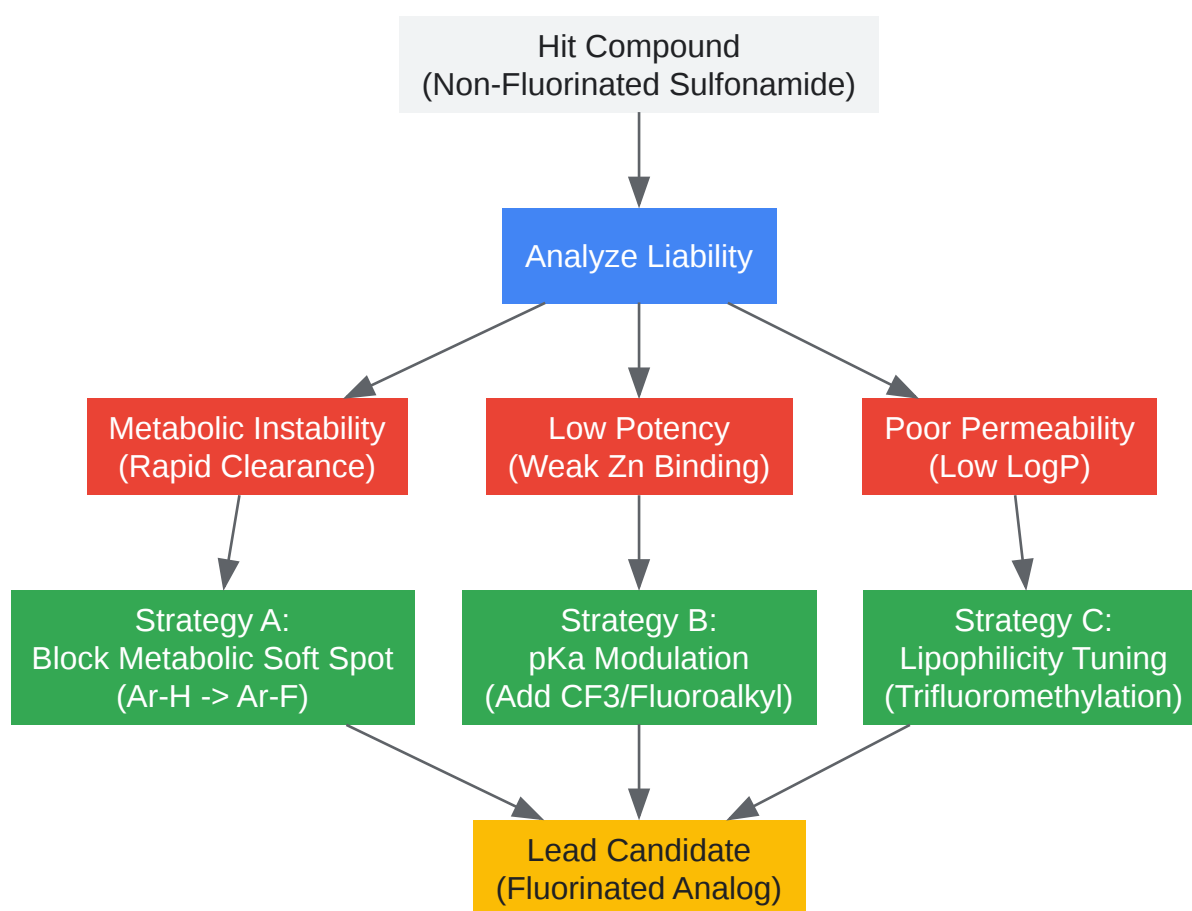 Hit Compound
(Non-Fluorinated Sulfonamide)
Analyze Liability
Metabolic Instability
(Rapid Clearance)
Low Potency
(Weak Zn Binding)
Poor Permeability
(Low LogP)
Strategy A:
Block Metabolic Soft Spot
(Ar-H -> Ar-F)
Strategy B:
pKa Modulation
(Add CF3/Fluoroalkyl)
Strategy C:
Lipophilicity Tuning
(Trifluoromethylation)
Lead Candidate
(Fluorinated Analog)